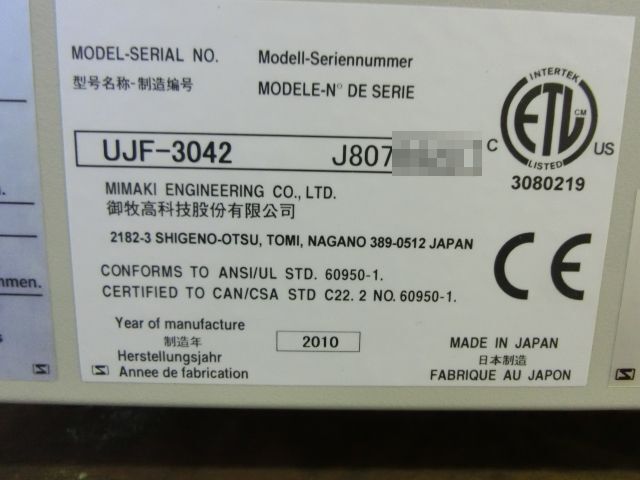 MODEL-SERIAL NO. Modell-Seriennummer
型号名称-制造编号 MODELE-N° DE SERIE
UJF-3042 J807
C ETL CM US
INTERTEK
LISTED
3080219
MIMAKI ENGINEERING CO., LTD.
御牧高科技股份有限公司
2182-3 SHIGENO-OTSU, TOMI, NAGANO 389-0512 JAPAN
CE
CONFORMS TO ANSI/UL STD. 60950-1.
CERTIFIED TO CAN/CSA STD C22. 2 NO. 60950-1.
Year of manufacture
制造年
Herstellungsjahr
Annee de fabrication
2010
MADE IN JAPAN
日本制造
FABRIQUE AU JAPON